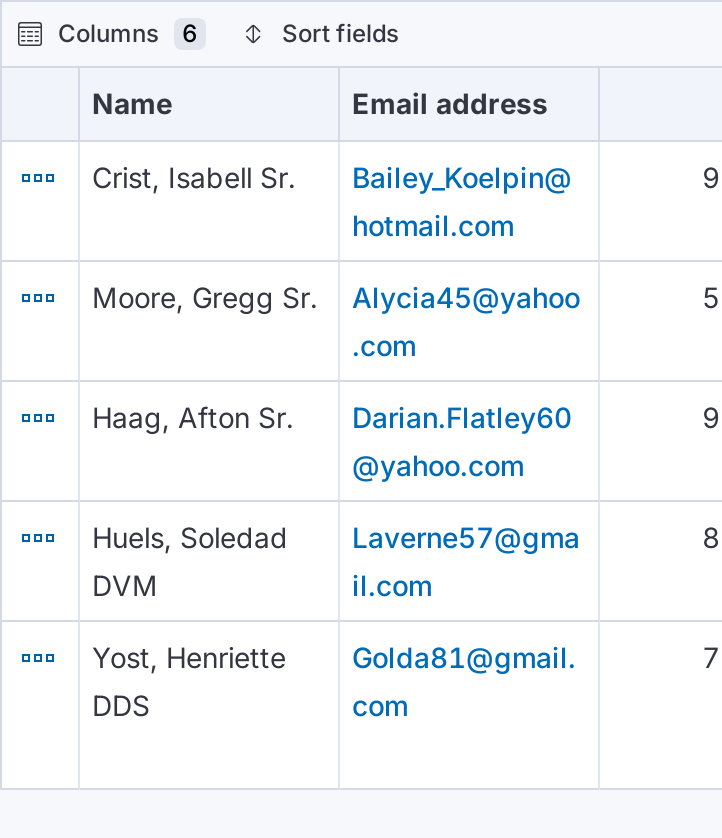 Columns 6 Sort fields
Name Email address
Crist, Isabell Sr. Bailey_Koelpin@ 9
hotmail.com
Moore, Gregg Sr. Alycia45@yahoo 5
.com
Haag, Afton Sr. Darian.Flatley60 9
@yahoo.com
Huels, Soledad Laverne57@gma 8
DVM il.com
Yost, Henriette Golda81@gmail. 7
DDS com